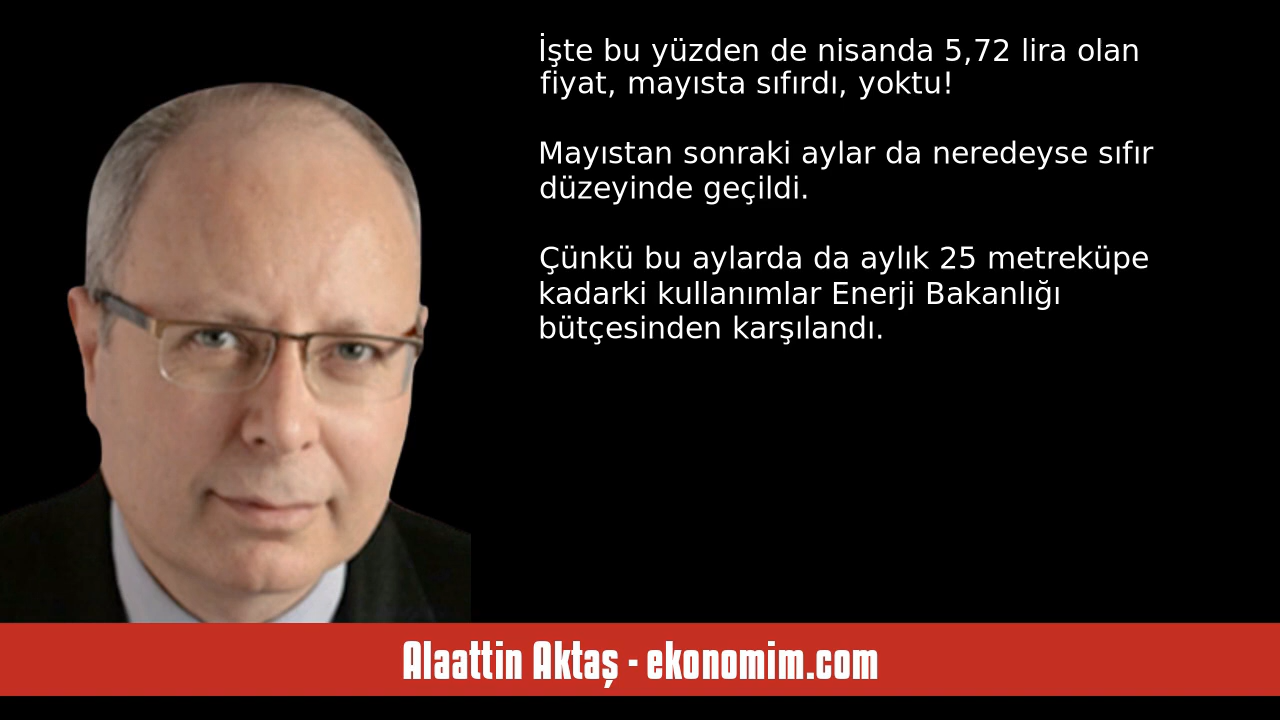 İşte bu yüzden de nisanda 5,72 lira olan
fiyat, mayısta sıfırdı, yoktu!
Mayıstan sonraki aylar da neredeyse sıfır
düzeyinde geçildi.
Çünkü bu aylarda da aylık 25 metreküpe
kadarki kullanımlar Enerji Bakanlığı
bütçesinden karşılandı.
Alaattin Aktaş - ekonomim.com